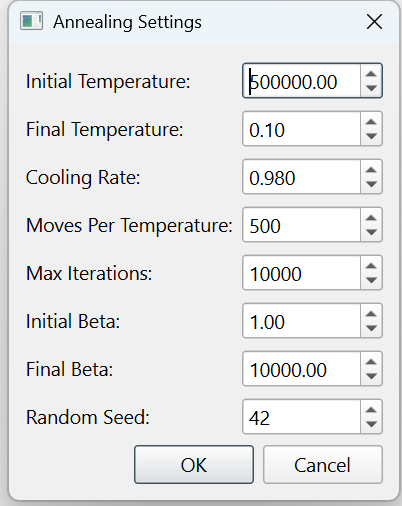 Annealing Settings
Initial Temperature: 500000.00
Final Temperature: 0.10
Cooling Rate: 0.980
Moves Per Temperature: 500
Max Iterations: 10000
Initial Beta: 1.00
Final Beta: 10000.00
Random Seed: 42
OK Cancel